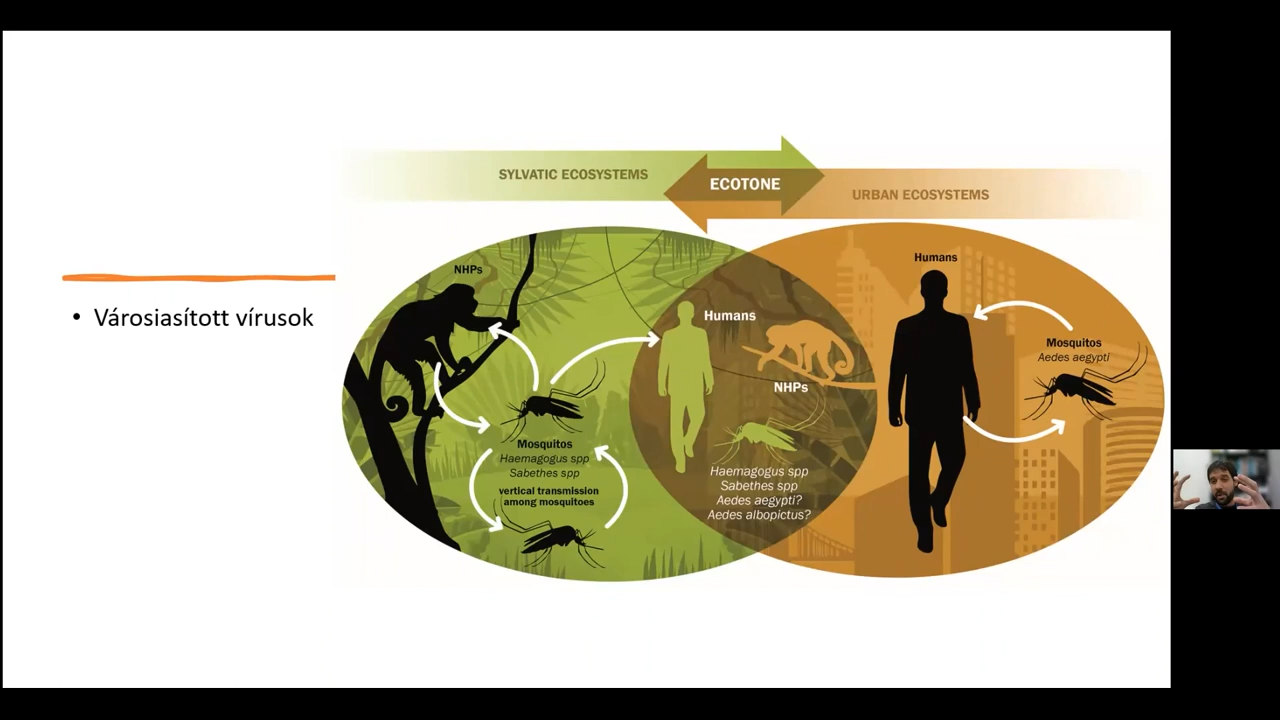 SYLVATIC ECOSYSTEMS
ECOTONE
URBAN ECOSYSTEMS
• Városiasított vírusok
NHPs
Mosquitos
Haemagogus spp
Sabethes spp
vertical transmission
among mosquitoes
Humans
NHPs
Haemagogus spp
Sabethes spp
Aedes aegypti?
Aedes albopictus?
Humans
Mosquitos
Aedes aegypti